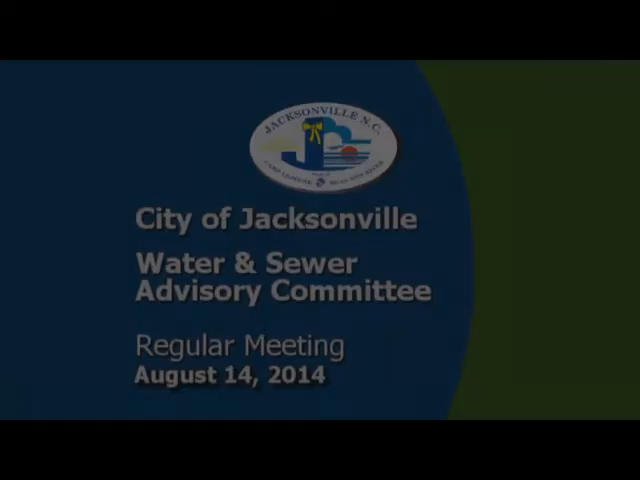 JACKSONVILLE N.C.
City of Jacksonville
Water & Sewer
Advisory Committee
Regular Meeting
August 14, 2014